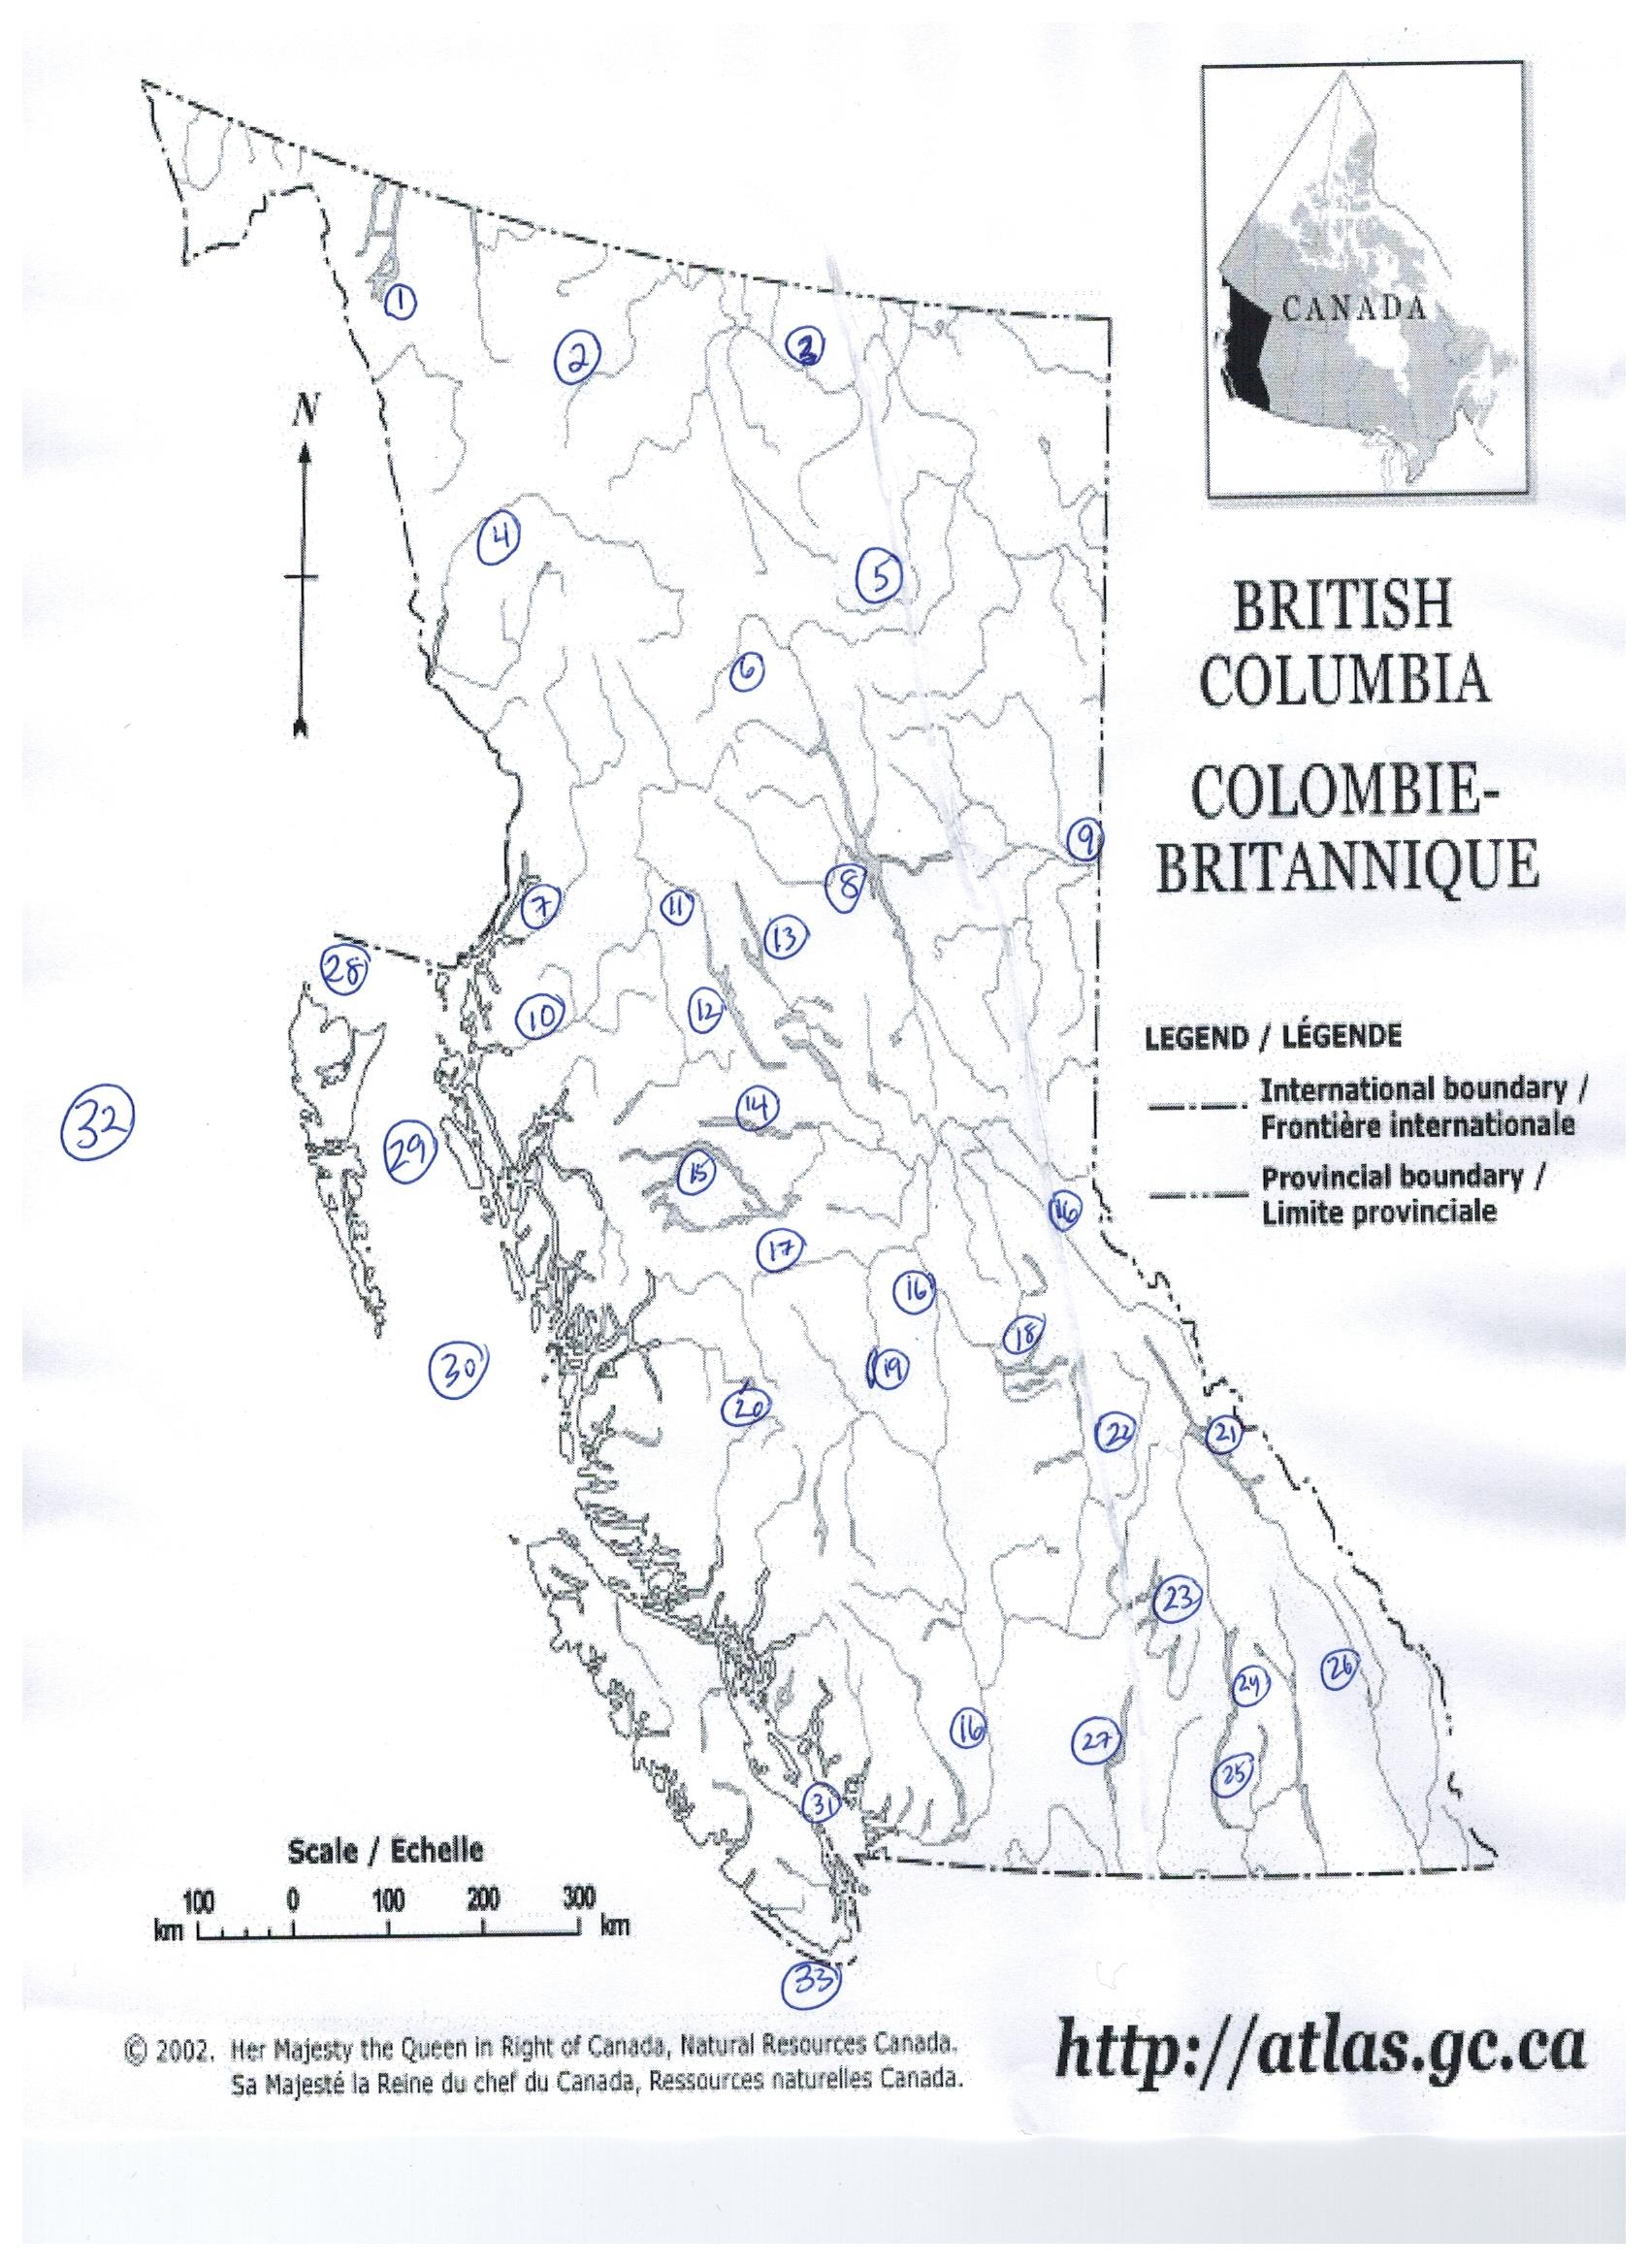 1
2
3
N
CANADA
4
5
BRITISH
COLUMBIA
6
COLOMBIE-
BRITANNIQUE
9
7
8
11
13
28
10
12
LEGEND / LÉGENDE
International boundary /
Frontière internationale
Provincial boundary /
Limite provinciale
32
29
14
15
16
17
16
18
30
19
20
22
21
23
24
26
16
27
25
31
Scale / Echelle
100 0 100 200 300
km km
33
© 2002. Her Majesty the Queen in Right of Canada, Natural Resources Canada.
Sa Majesté la Reine du chef du Canada, Ressources naturelles Canada.
http://atlas.gc.ca